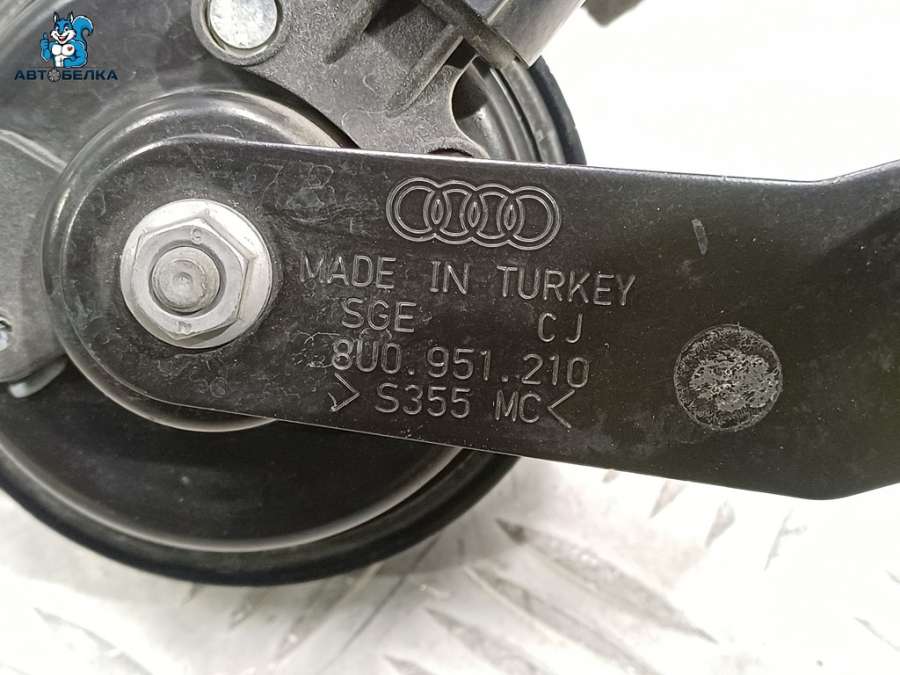 АВТОБЕЛКА
MADE IN TURKEY
SGE CJ
8U0.951.210
>S355 MC<